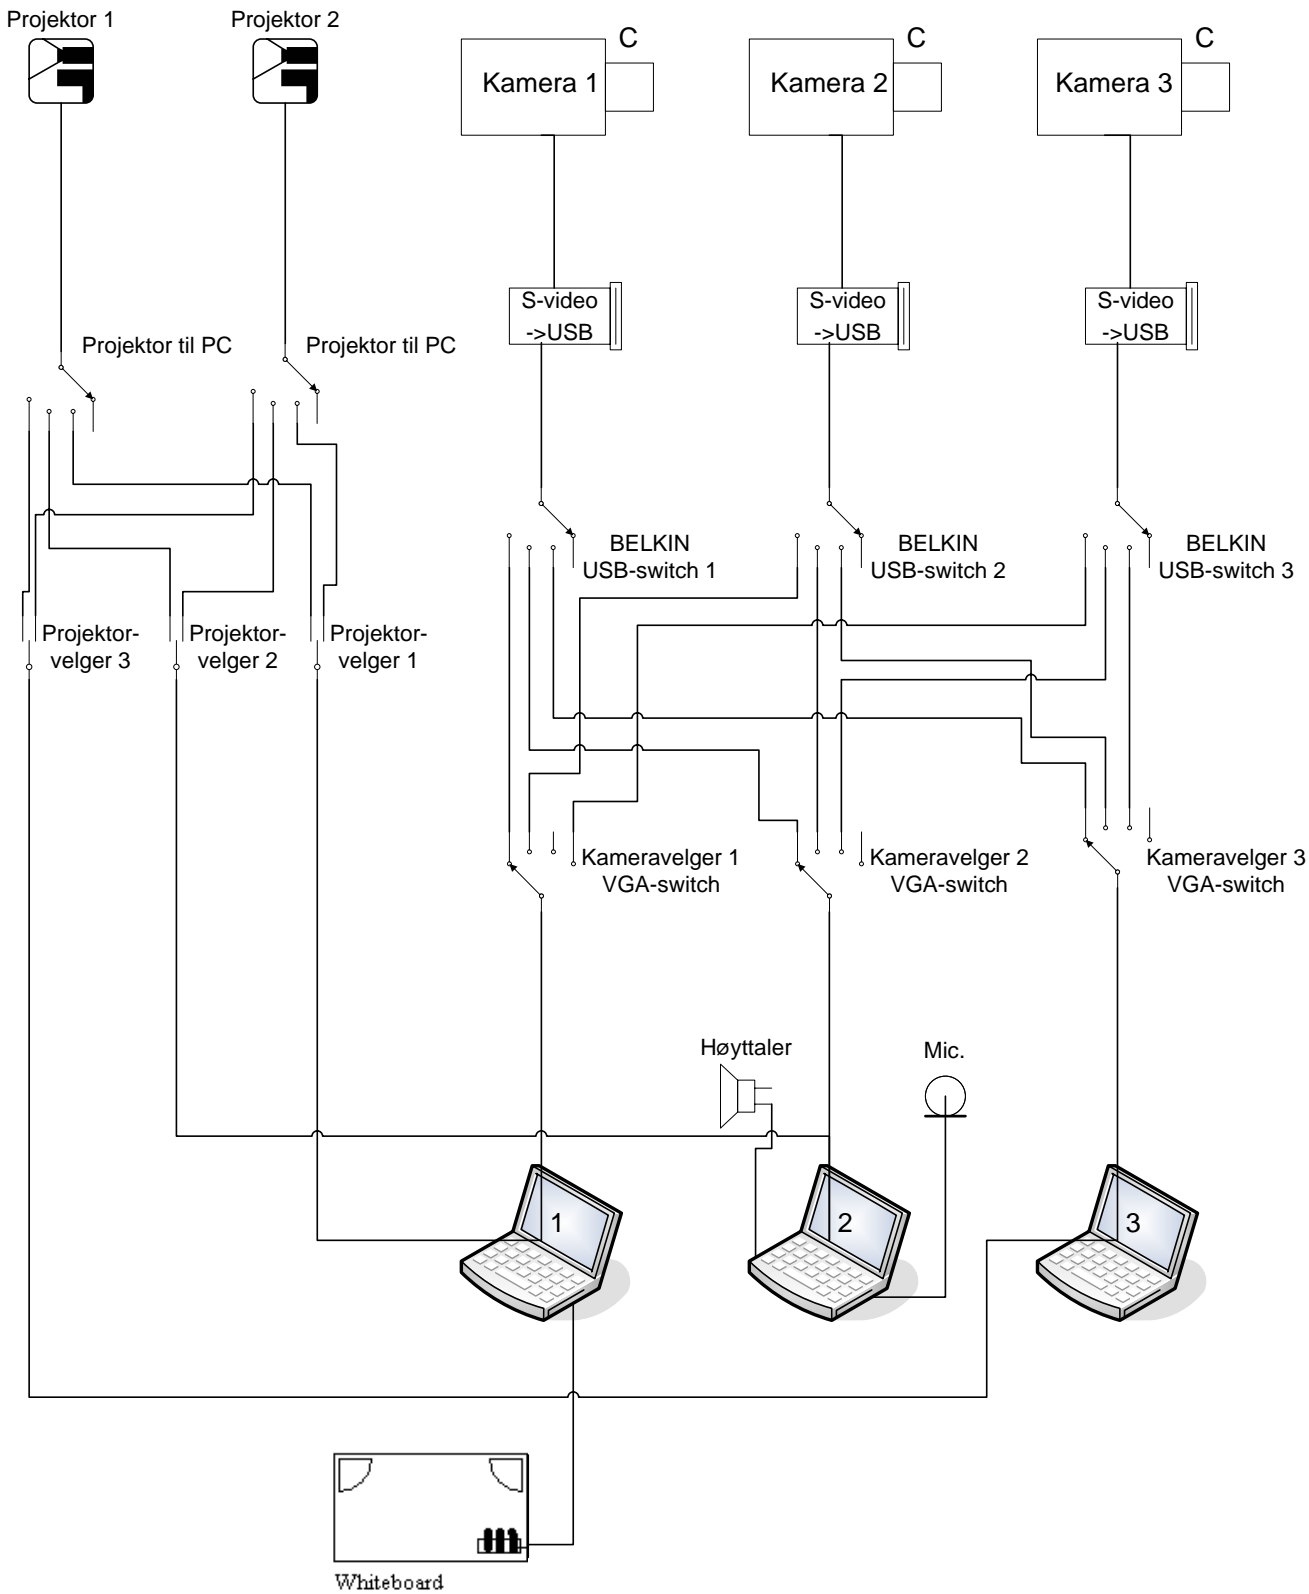 Projektor 1
Projektor 2
C
C
C
Kamera 1
Kamera 2
Kamera 3
S-video
->USB
S-video
->USB
S-video
->USB
Projektor til PC
Projektor til PC
BELKIN
USB-switch 1
BELKIN
USB-switch 2
BELKIN
USB-switch 3
Projektor-
velger 3
Projektor-
velger 2
Projektor-
velger 1
Kameravelger 1
VGA-switch
Kameravelger 2
VGA-switch
Kameravelger 3
VGA-switch
Høyttaler
Mic.
1
2
3
Whiteboard